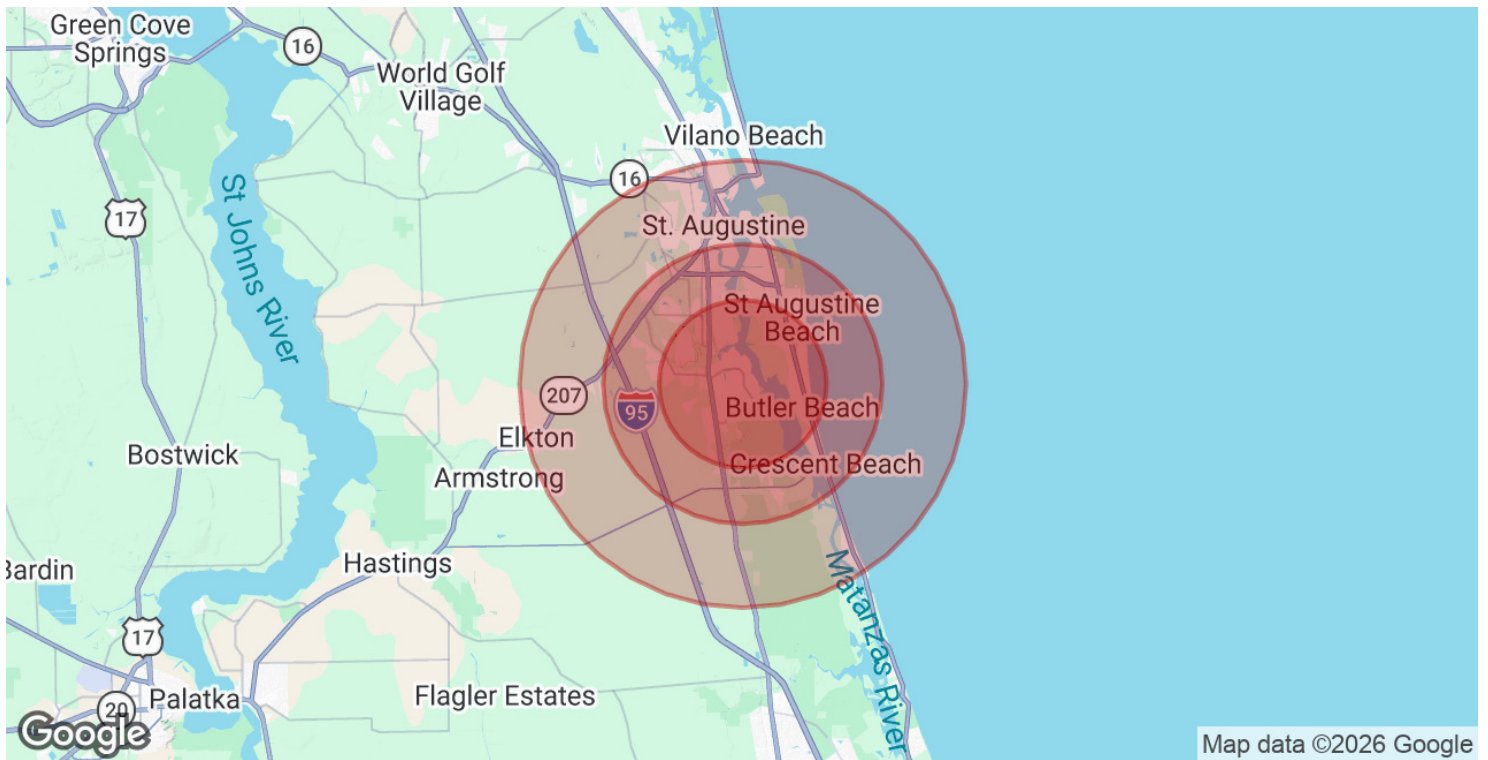 Green Cove
Springs
16
World Golf
Village
Vilano Beach
16
17
St Johns River
St. Augustine
St Augustine
Beach
207
95
Butler Beach
Elkton
Bostwick
Crescent Beach
Armstrong
Hastings
Bardin
Matanzas River
17
Flagler Estates
Palatka
20
Google
Map data ©2026 Google